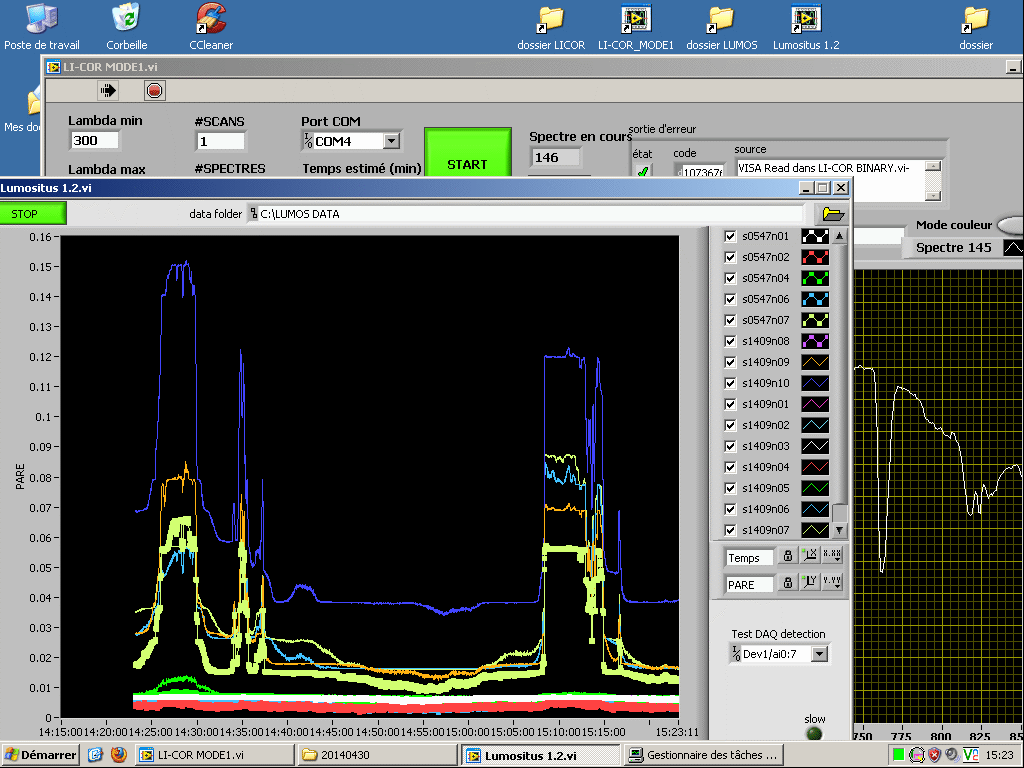 Poste de travail
Corbeille
CCleaner
dossier LICOR
LI-COR_MODE1
dossier LUMOS
Lumositus 1.2
dossier
Mes do
LI-COR MODE1.vi
Lambda min
300
#SCANS
1
Port COM
COM4
START
Spectre en cours
146
sortie d'erreur
état
code
107367
source
VISA Read dans LI-COR BINARY.vi-
Lambda max
#SPECTRES
Temps estimé (min)
Mode couleur
Spectre 145
Lumositus 1.2.vi
STOP
data folder
C:\LUMOS DATA
0.16
0.15
0.14
0.13
0.12
0.11
0.1
0.09
0.08
0.07
0.06
0.05
0.04
0.03
0.02
0.01
0
PARE
14:15:00
14:20:00
14:25:00
14:30:00
14:35:00
14:40:00
14:45:00
14:50:00
14:55:00
15:00:00
15:05:00
15:10:00
15:15:00
15:23:11
s0547n01
s0547n02
s0547n04
s0547n06
s0547n07
s1409n08
s1409n09
s1409n10
s1409n01
s1409n02
s1409n03
s1409n04
s1409n05
s1409n06
s1409n07
Temps
PARE
Test DAQ detection
Dev1/ai0:7
slow
750
775
800
825
85
Démarrer
LI-COR MODE1.vi
20140430
Lumositus 1.2.vi
Gestionnaire des tâches ...
15:23